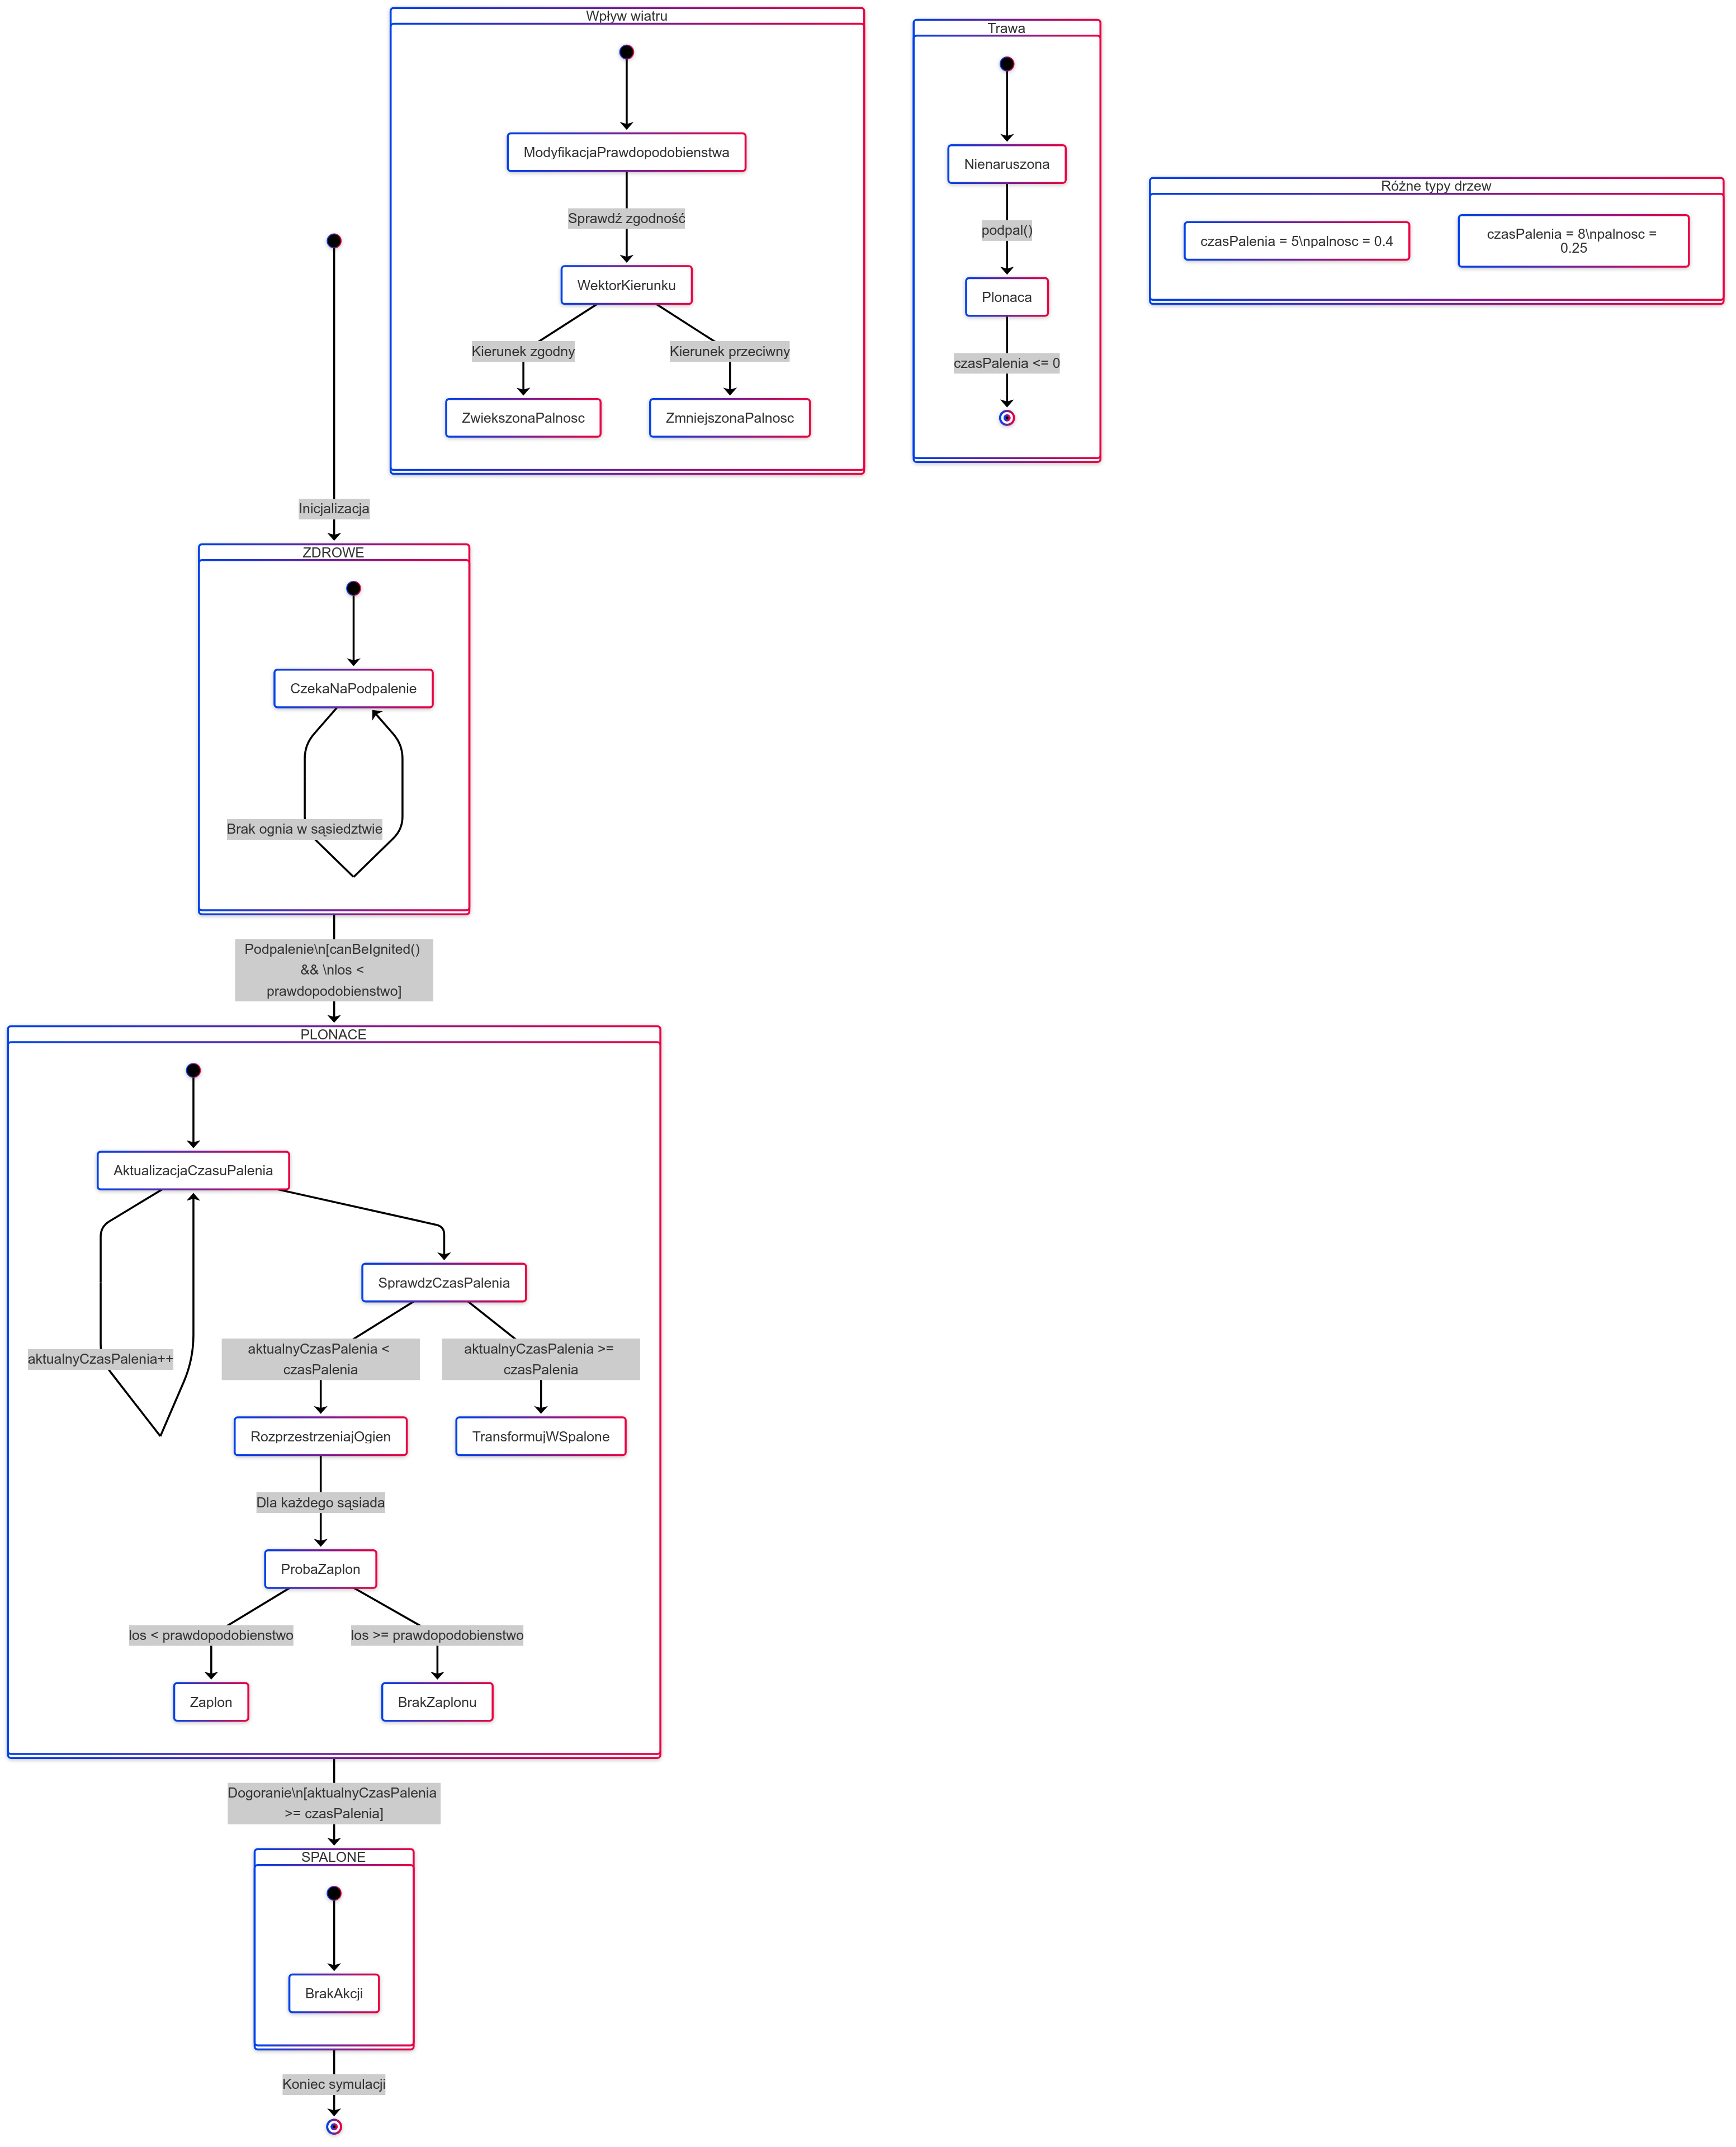 Wpływ wiatru
ModyfikacjaPrawdopodobienstwa
Sprawdź zgodność
WektorKierunku
Kierunek zgodny
Kierunek przeciwny
ZwiekszonaPalnosc
ZmniejszonaPalnosc
Trawa
Nienaruszona
podpal()
Plonaca
czasPalenia <= 0
Różne typy drzew
czasPalenia = 5\npalnosc = 0.4
czasPalenia = 8\npalnosc =
0.25
Inicjalizacja
ZDROWE
CzekaNaPodpalenie
Brak ognia w sąsiedztwie
Podpalenie\n[canBeIgnited()
&& \nlos <
prawdopodobienstwo]
PLONACE
AktualizacjaCzasuPalenia
SprawdzCzasPalenia
aktualnyCzasPalenia++
aktualnyCzasPalenia <
czasPalenia
aktualnyCzasPalenia >=
czasPalenia
RozprzestrzeniajOgien
TransformujWSpalone
Dla każdego sąsiada
ProbaZaplon
los < prawdopodobienstwo
los >= prawdopodobienstwo
Zaplon
BrakZaplonu
Dogoranie\n[aktualnyCzasPalenia
>= czasPalenia]
SPALONE
BrakAkcji
Koniec symulacji